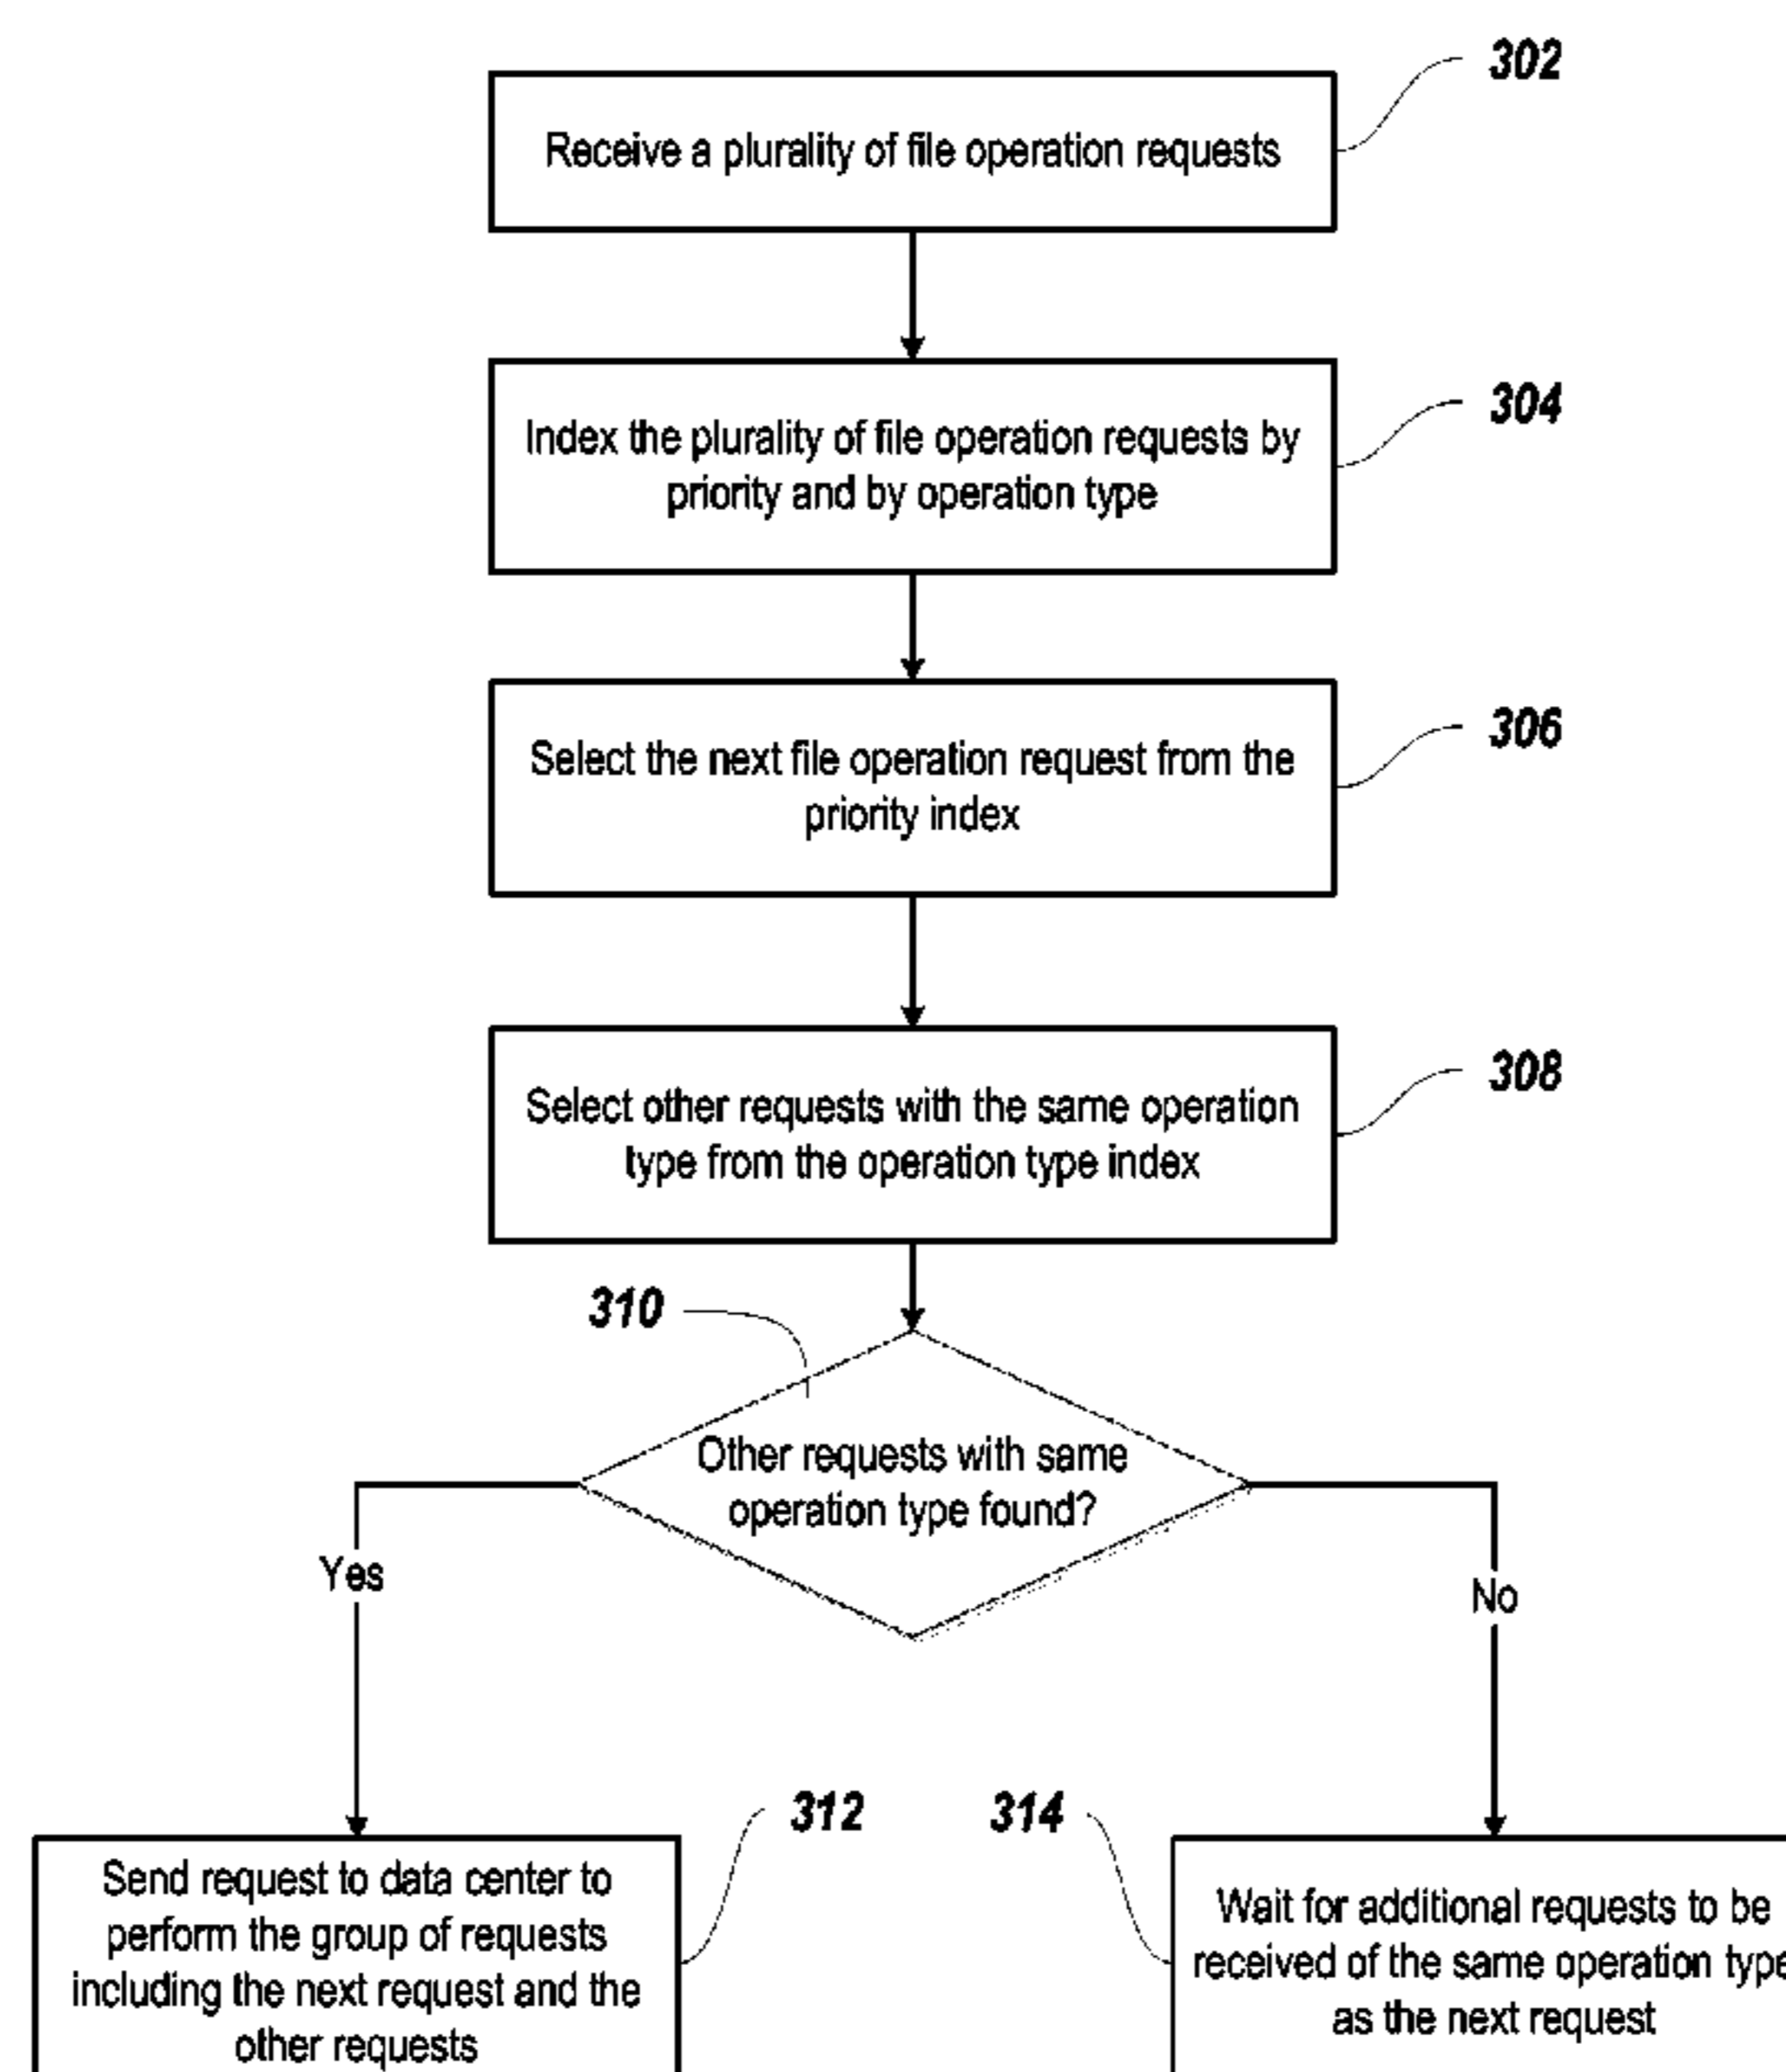 302
Receive a plurality of file operation requests
304
Index the plurality of file operation requests by
priority and by operation type
306
Select the next file operation request from the
priority index
308
Select other requests with the same operation
type from the operation type index
310
Other requests with same
operation type found?
Yes
No
312
314
Send request to data center to
perform the group of requests
including the next request and the
other requests
Wait for additional requests to be
received of the same operation type
as the next request